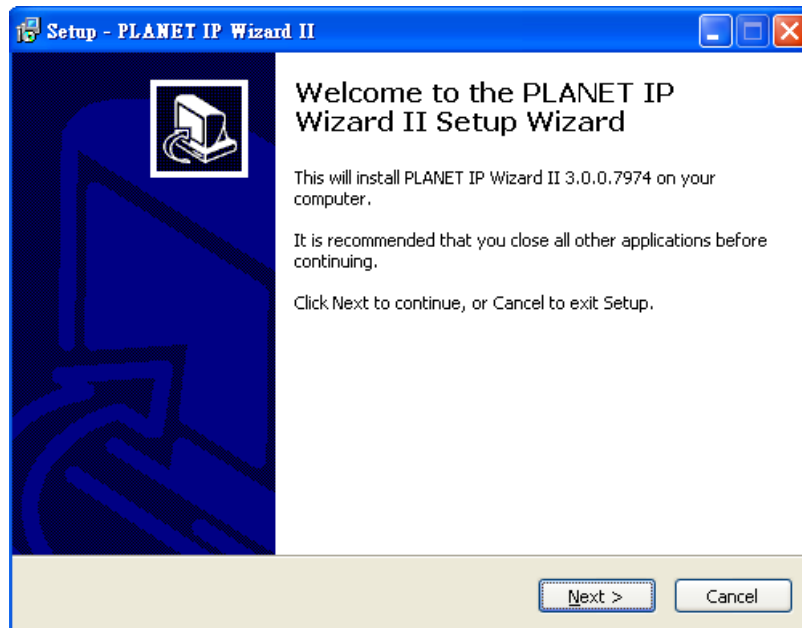 Setup - PLANET IP Wizard II
Welcome to the PLANET IP
Wizard II Setup Wizard
This will install PLANET IP Wizard II 3.0.0.7974 on your
computer.
It is recommended that you close all other applications before
continuing.
Click Next to continue, or Cancel to exit Setup.
Next >
Cancel